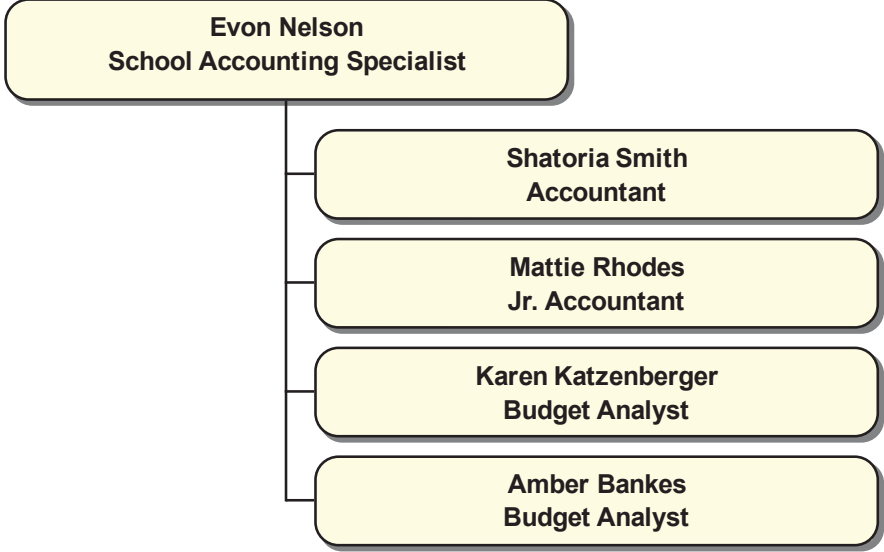 Evon Nelson
School Accounting Specialist
Shatoria Smith
Accountant
Mattie Rhodes
Jr. Accountant
Karen Katzenberger
Budget Analyst
Amber Bankes
Budget Analyst